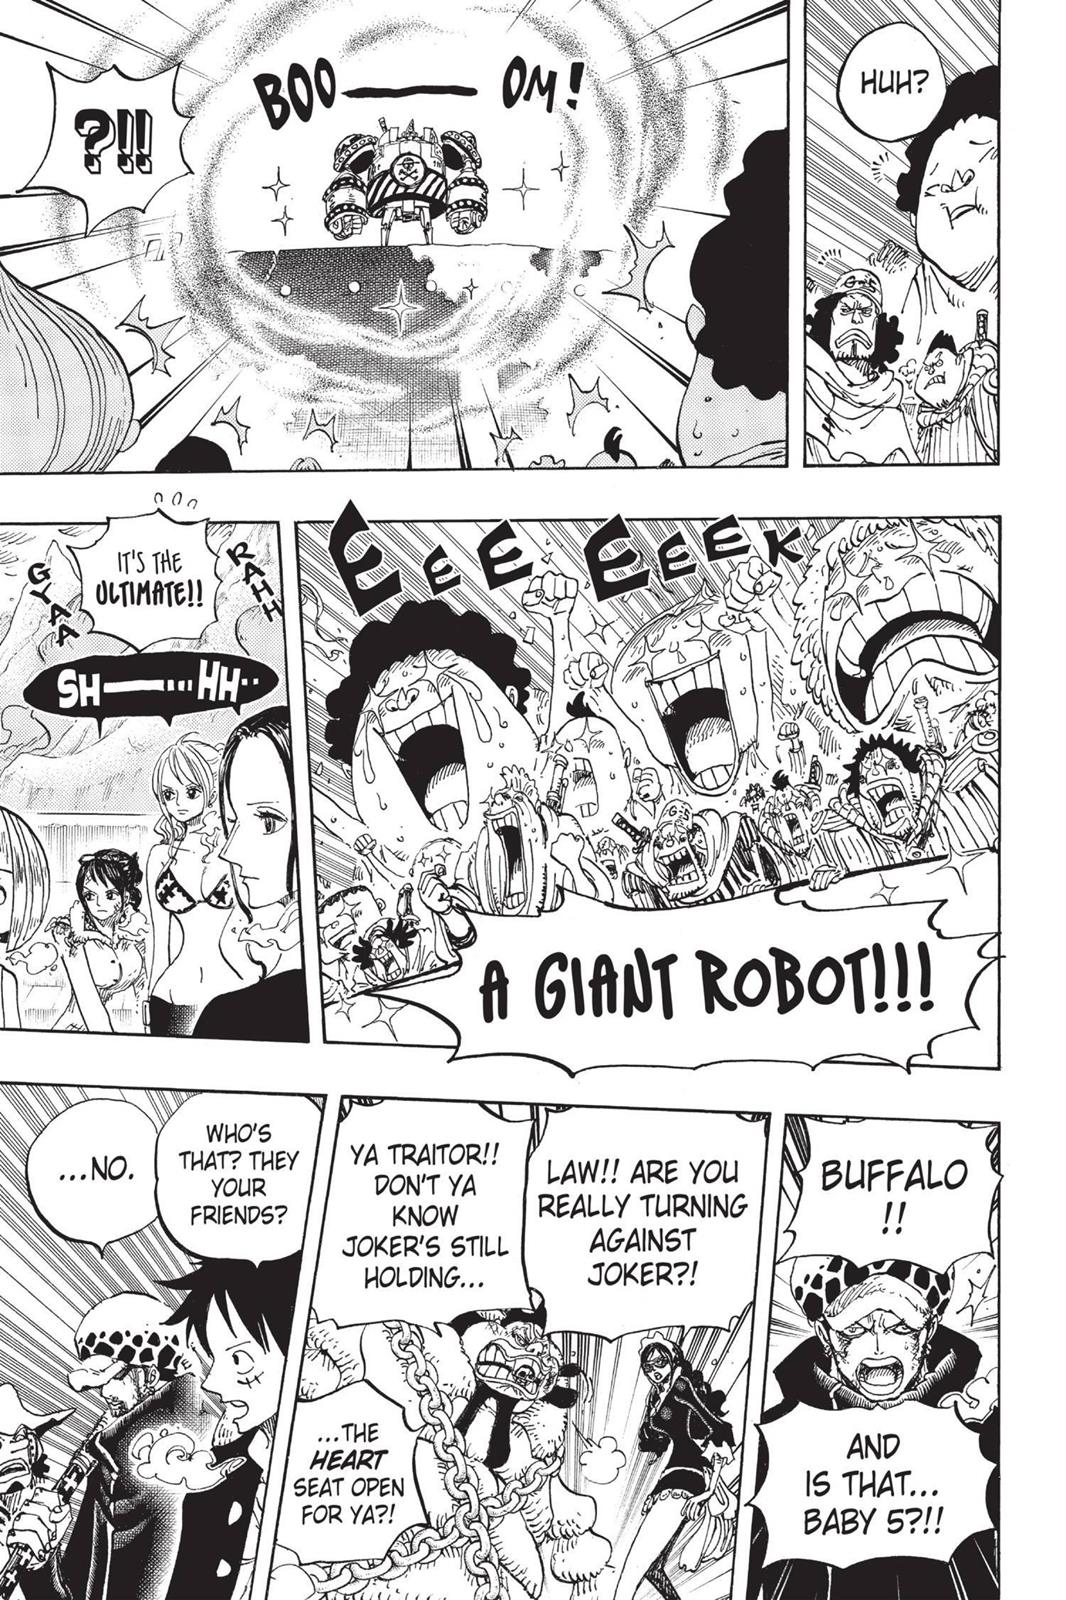 HUH?
BOO—OM!
?!!
EEEE EEEEK
A GIANT ROBOT!!!
IT'S THE
ULTIMATE!!
RAHH
GYAA
SH—HH..
BUFFALO
!!
AND
IS THAT...
BABY 5?!!
LAW!! ARE YOU
REALLY TURNING
AGAINST
JOKER?!
YA TRAITOR!!
DON'T YA
KNOW
JOKER'S STILL
HOLDING...
...THE
HEART
SEAT OPEN
FOR YA?!
WHO'S
THAT? THEY
YOUR
FRIENDS?
...NO.